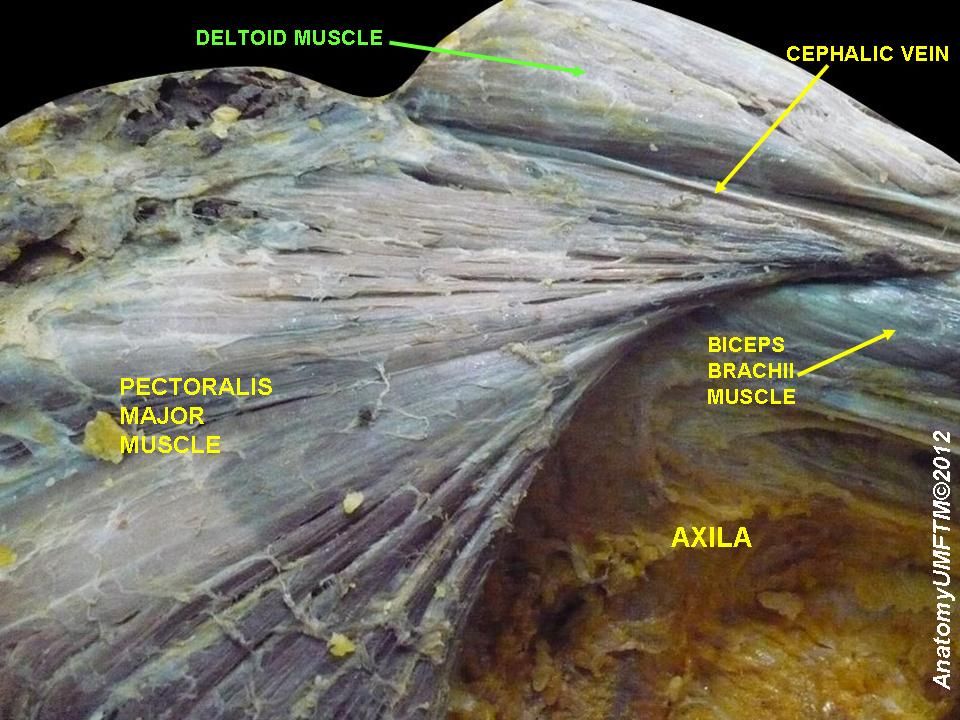 DELTOID MUSCLE
CEPHALIC VEIN
BICEPS
BRACHII
MUSCLE
PECTORALIS
MAJOR
MUSCLE
AXILA
AnatomyUMFTM©2012